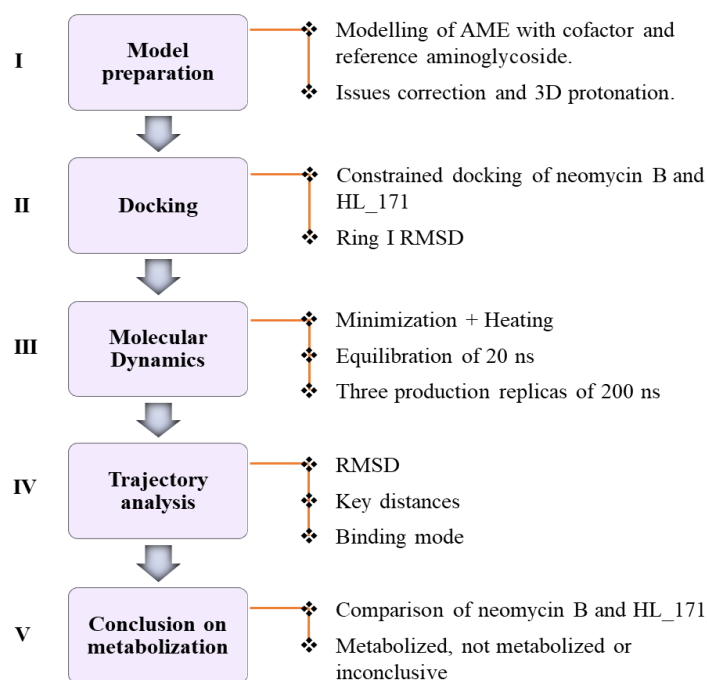 I
Model
preparation
❖ Modelling of AME with cofactor and
reference aminoglycoside.
❖ Issues correction and 3D protonation.
II
Docking
❖ Constrained docking of neomycin B and
HL_171
❖ Ring I RMSD
III
Molecular
Dynamics
❖ Minimization + Heating
❖ Equilibration of 20 ns
❖ Three production replicas of 200 ns
IV
Trajectory
analysis
❖ RMSD
❖ Key distances
❖ Binding mode
V
Conclusion on
metabolization
❖ Comparison of neomycin B and HL_171
❖ Metabolized, not metabolized or
inconclusive